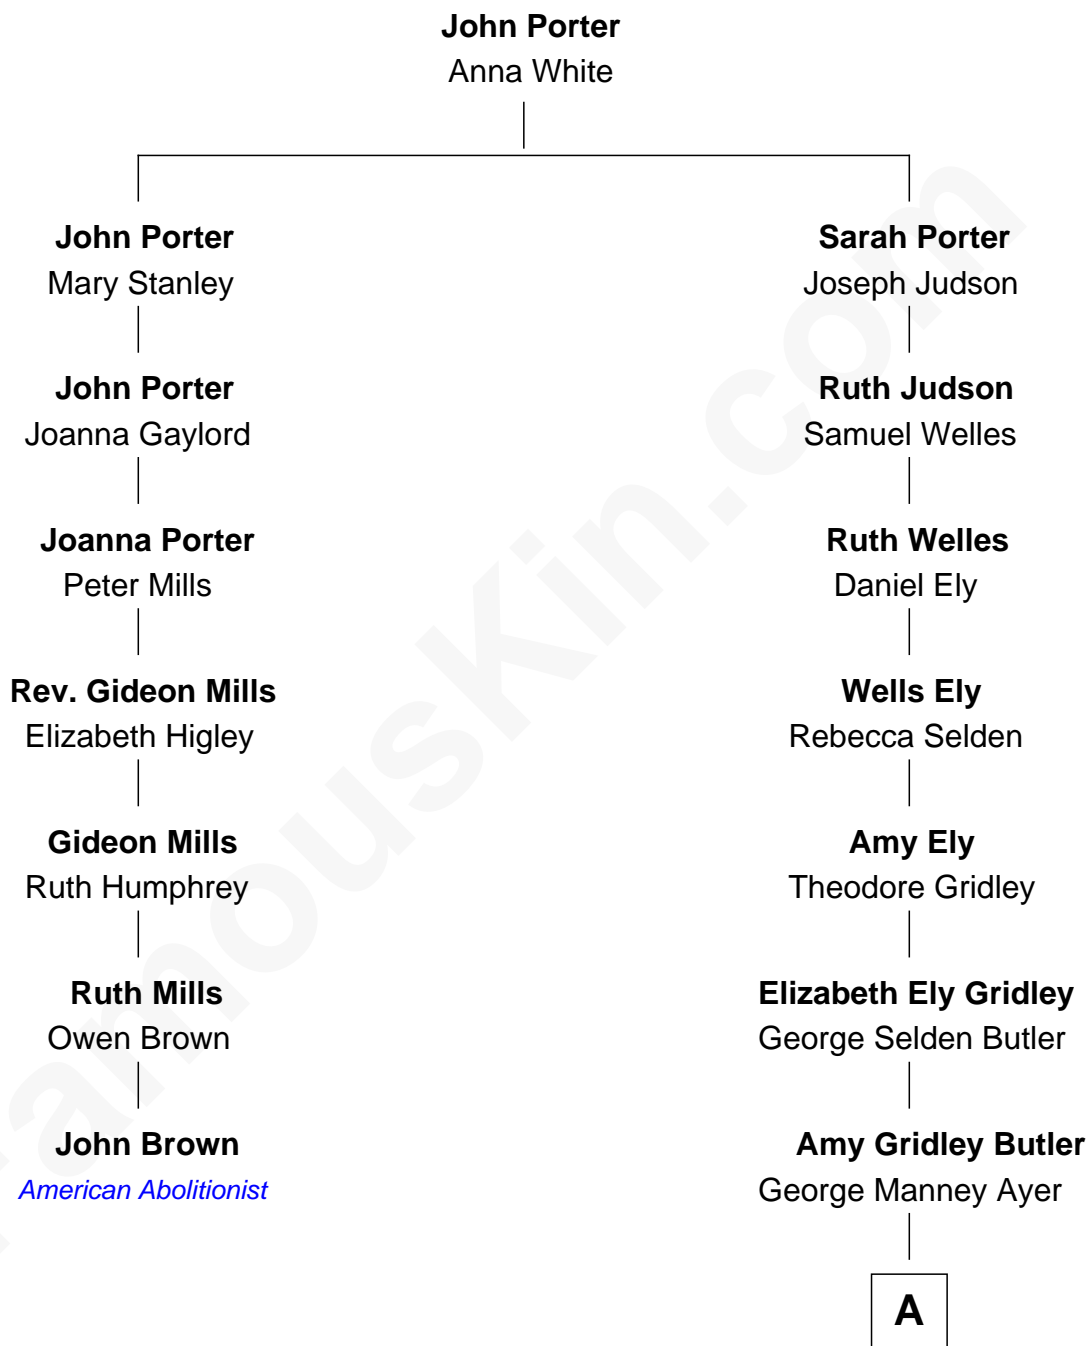 John Porter
Anna White
John Porter
Mary Stanley
Sarah Porter
Joseph Judson
John Porter
Joanna Gaylord
Ruth Judson
Samuel Welles
Joanna Porter
Peter Mills
Ruth Welles
Daniel Ely
Rev. Gideon Mills
Elizabeth Higley
Wells Ely
Rebecca Selden
Gideon Mills
Ruth Humphrey
Amy Ely
Theodore Gridley
Ruth Mills
Owen Brown
Elizabeth Ely Gridley
George Selden Butler
John Brown
American Abolitionist
Amy Gridley Butler
George Manney Ayer
A
FamousKin.com